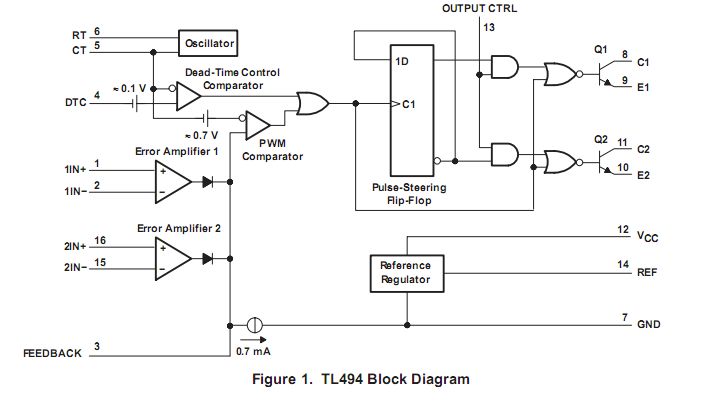 OUTPUT CTRL
13
RT 6
CT 5
Oscillator
Dead-Time Control
Comparator
≈ 0.1 V
DTC 4
≈ 0.7 V
PWM
Comparator
1D
C1
Pulse-Steering
Flip-Flop
Q1
8 C1
9 E1
Q2
11 C2
10 E2
Error Amplifier 1
1IN+ 1
+
1IN− 2
−
Error Amplifier 2
2IN+ 16
+
2IN− 15
−
12 VCC
Reference
Regulator
14 REF
7 GND
0.7 mA
FEEDBACK 3
Figure 1. TL494 Block Diagram